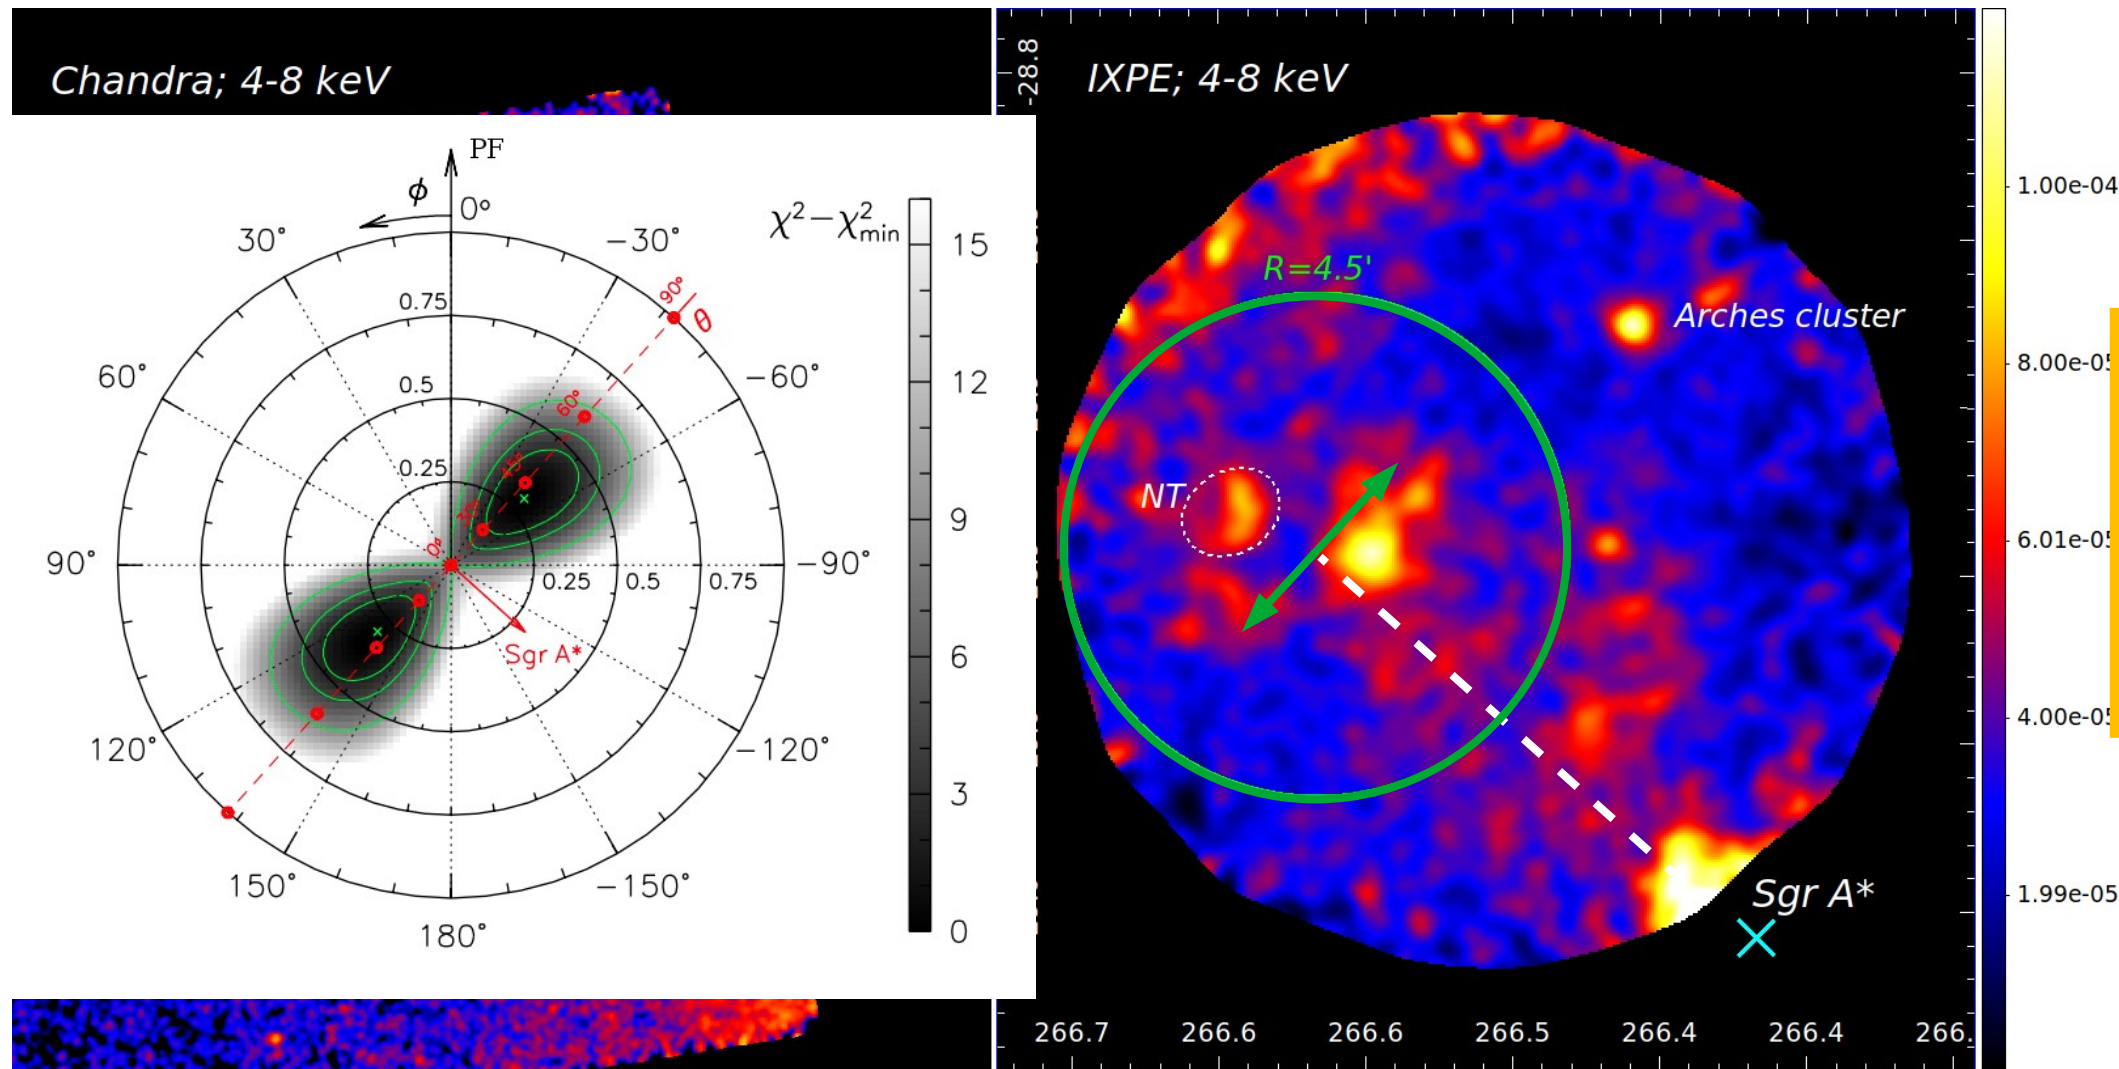 Chandra; 4-8 keV
IXPE; 4-8 keV
-28.8
PF
ϕ
0°
χ²−χ²min
30°
−30°
15
90°
θ
0.75
1.00e-04
R=4.5'
Arches cluster
60°
−60°
0.5
60°
12
8.00e-05
45°
0.25
NT
30°
9
6.01e-05
0°
90°
0.25
0.5
0.75
−90°
Sgr A*
6
4.00e-05
120°
−120°
3
150°
−150°
Sgr A*
1.99e-05
180°
0
266.7
266.6
266.6
266.5
266.4
266.4
266.